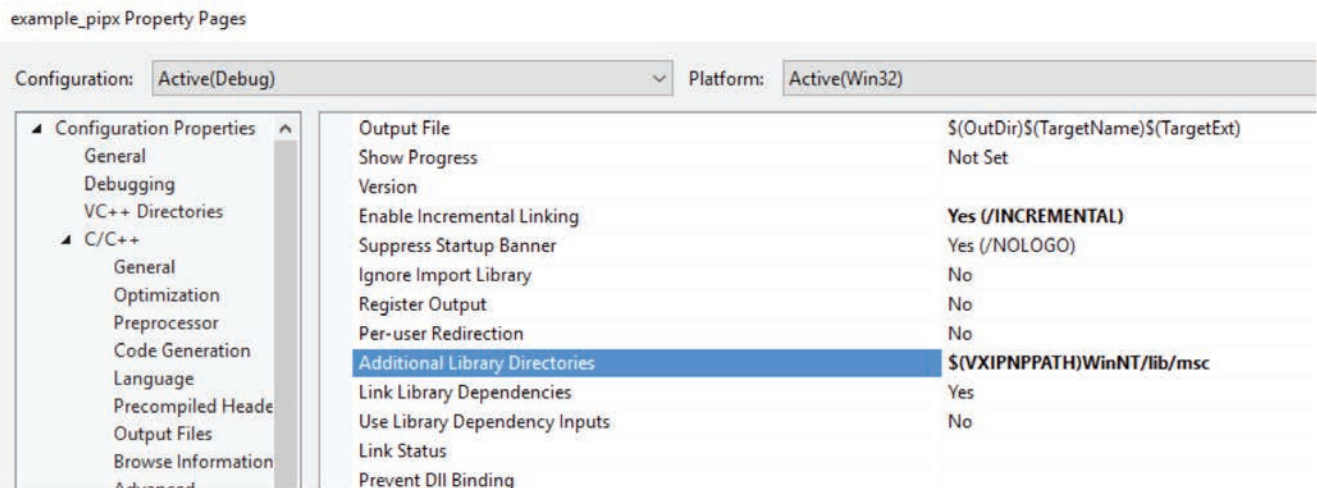 example_pipx Property Pages
Configuration: Active(Debug) Platform: Active(Win32)
Configuration Properties
General
Debugging
VC++ Directories
C/C++
General
Optimization
Preprocessor
Code Generation
Language
Precompiled Heade
Output Files
Browse Information
Advanced
Output File $(OutDir)$(TargetName)$(TargetExt)
Show Progress Not Set
Version
Enable Incremental Linking Yes (/INCREMENTAL)
Suppress Startup Banner Yes (/NOLOGO)
Ignore Import Library No
Register Output No
Per-user Redirection No
Additional Library Directories $(VXIPNPPATH)WinNT/lib/msc
Link Library Dependencies Yes
Use Library Dependency Inputs No
Link Status
Prevent Dll Binding